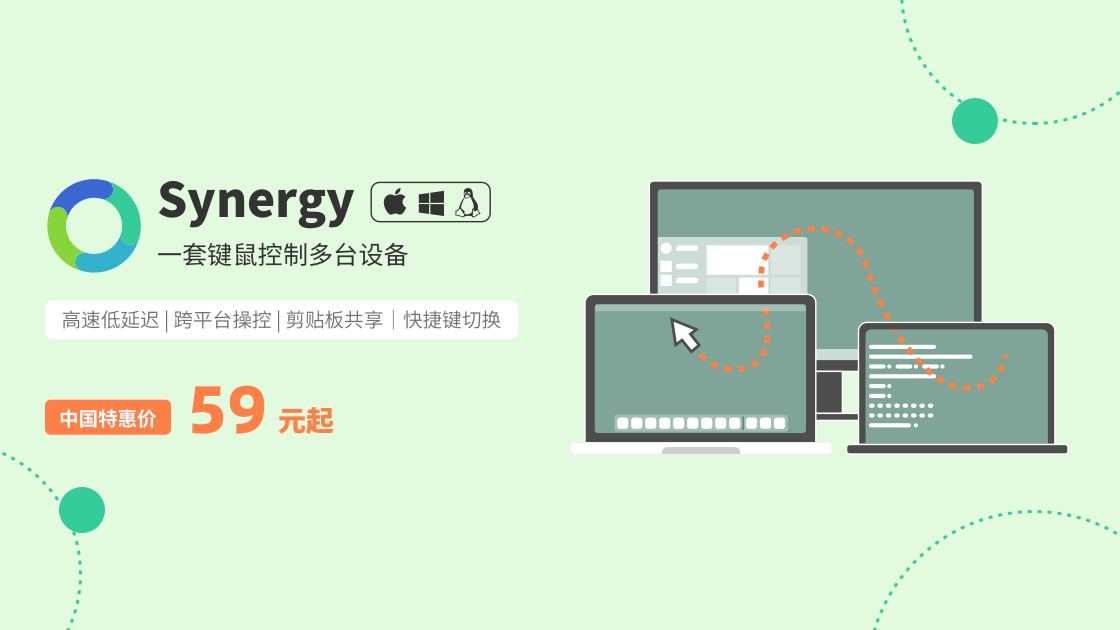 Synergy
一套键鼠控制多台设备
高速低延迟 | 跨平台操控 | 剪贴板共享 | 快捷键切换
中国特惠价 59 元起